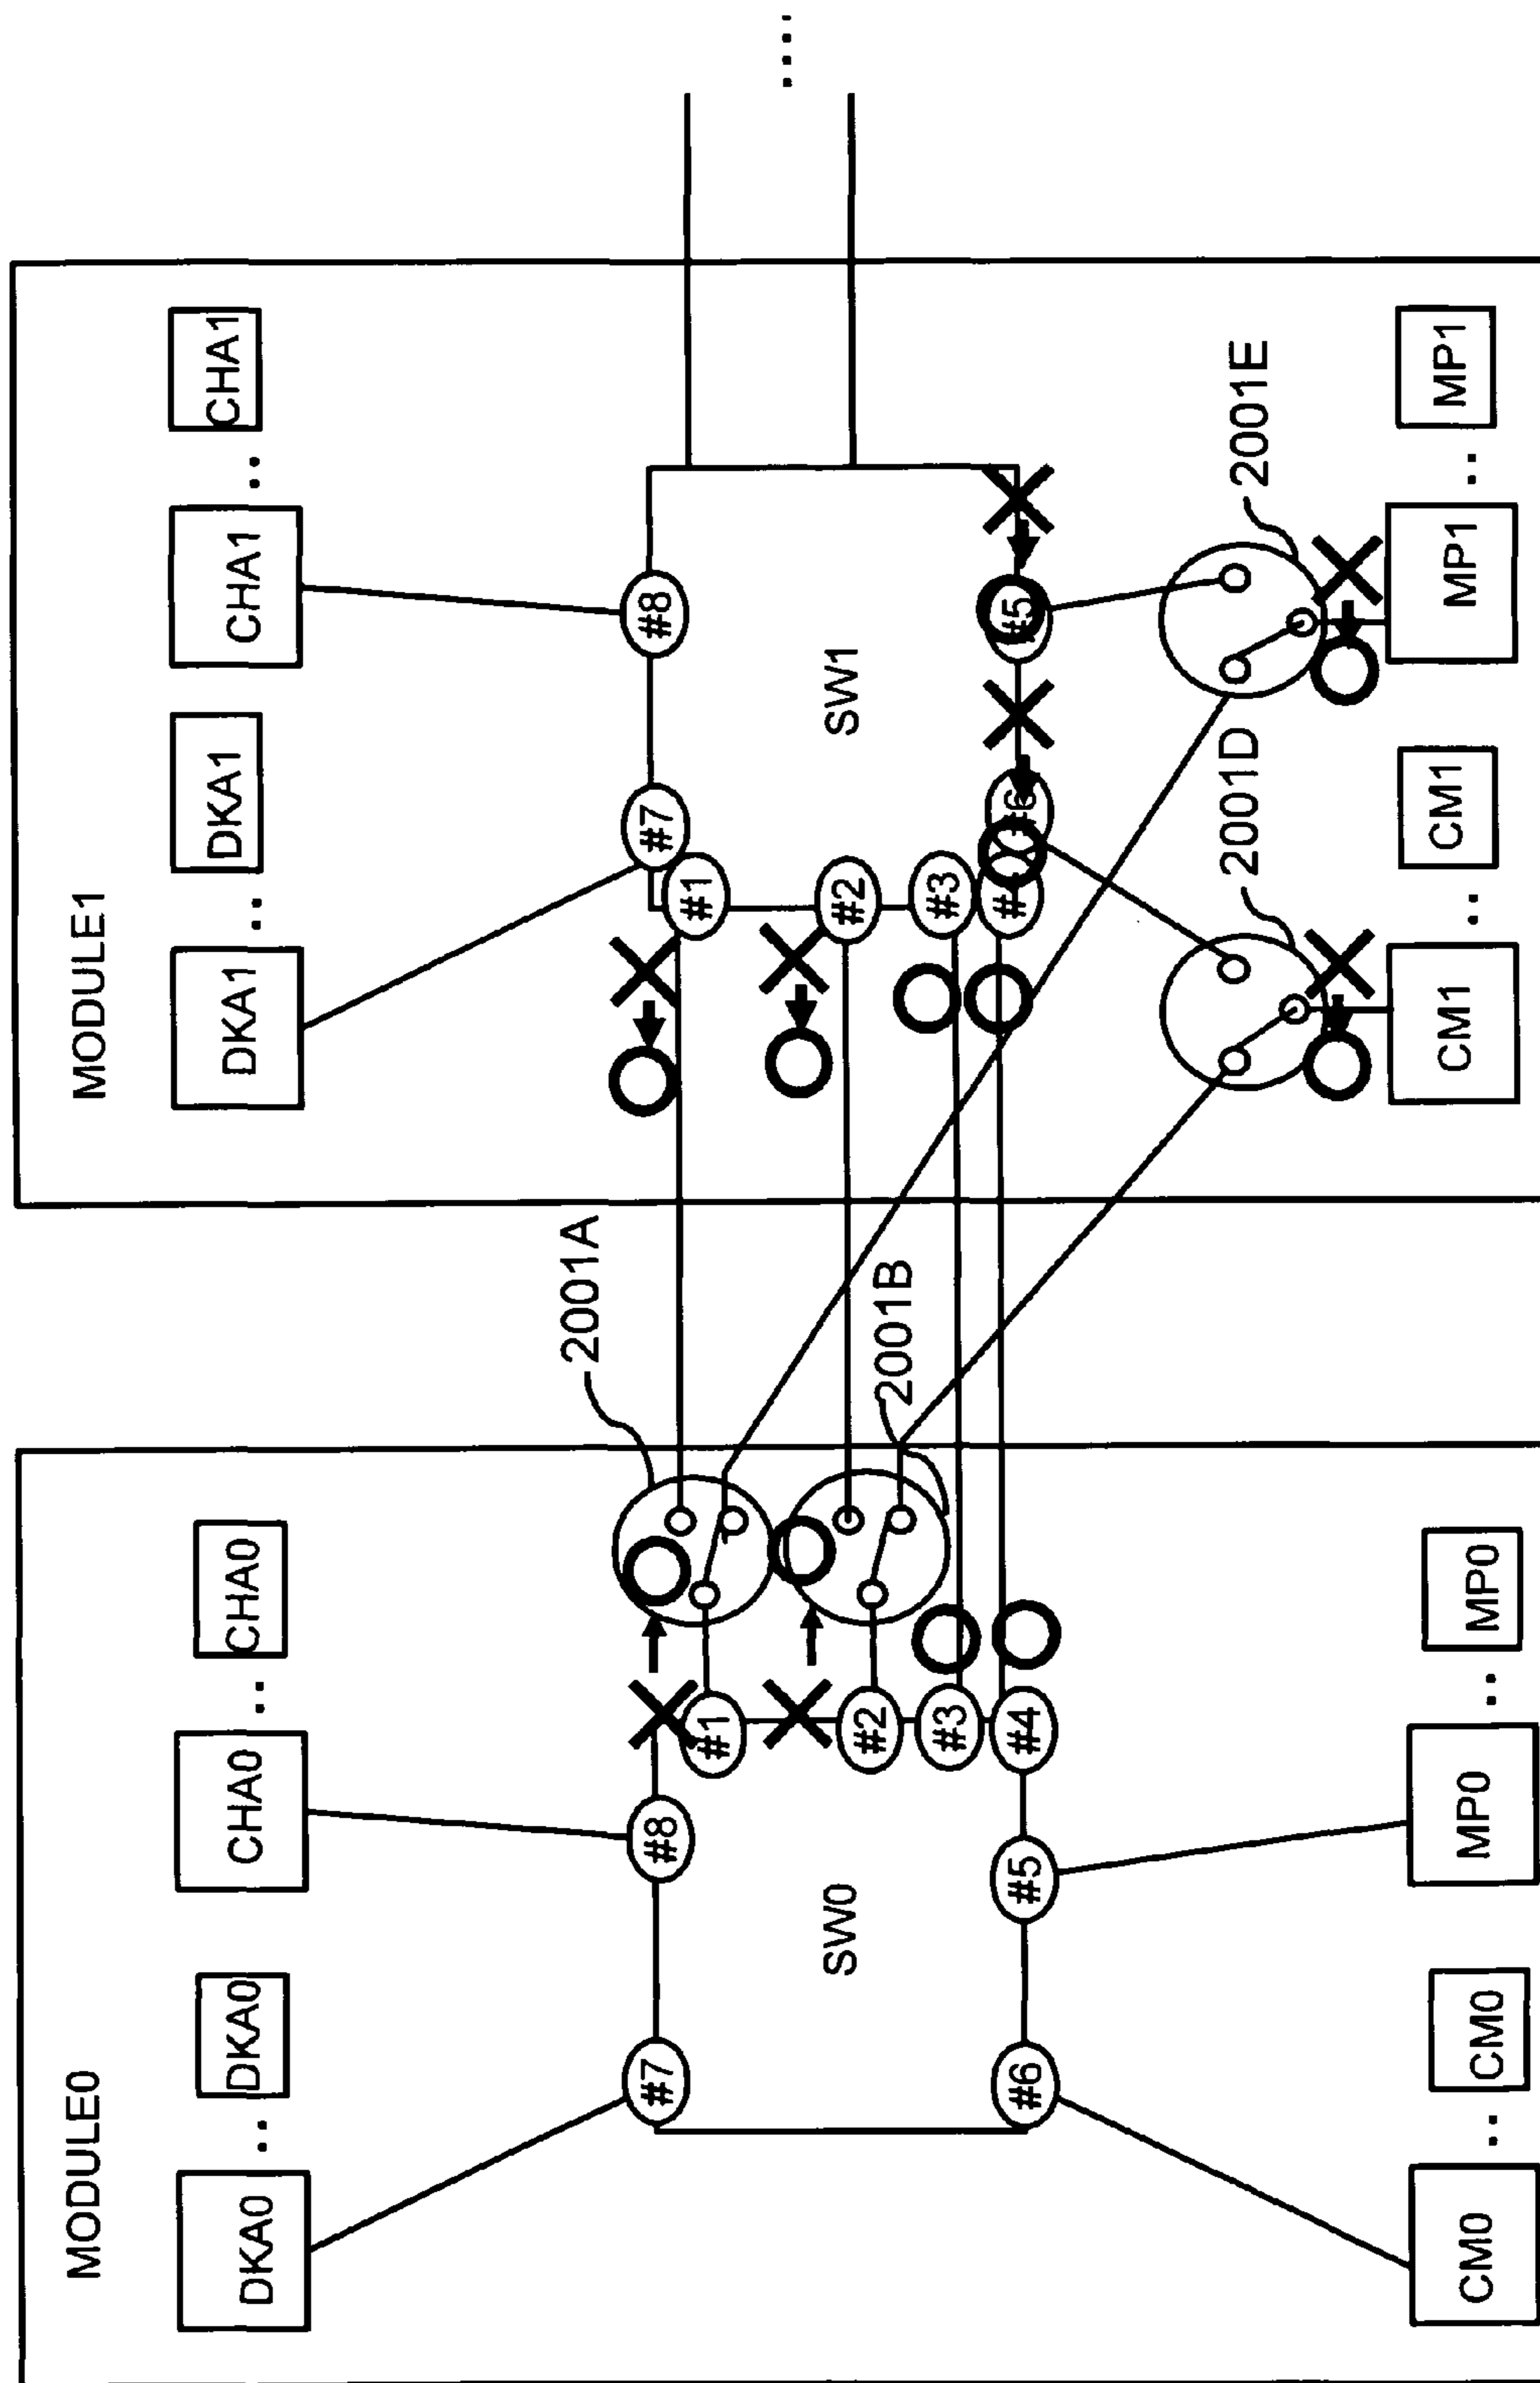 MODULE0
DKA0
..
DKA0
CHA0
..
CHA0
#7
#8
SW0
#1
#2
#3
#4
#5
#6
CM0
..
CM0
MP0
..
MP0
2001A
2001B
MODULE1
DKA1
..
DKA1
CHA1
..
CHA1
#7
#8
SW1
#1
#2
#3
#
#5
#6
2001D
2001E
CM1
..
CM1
MP1
..
MP1
....